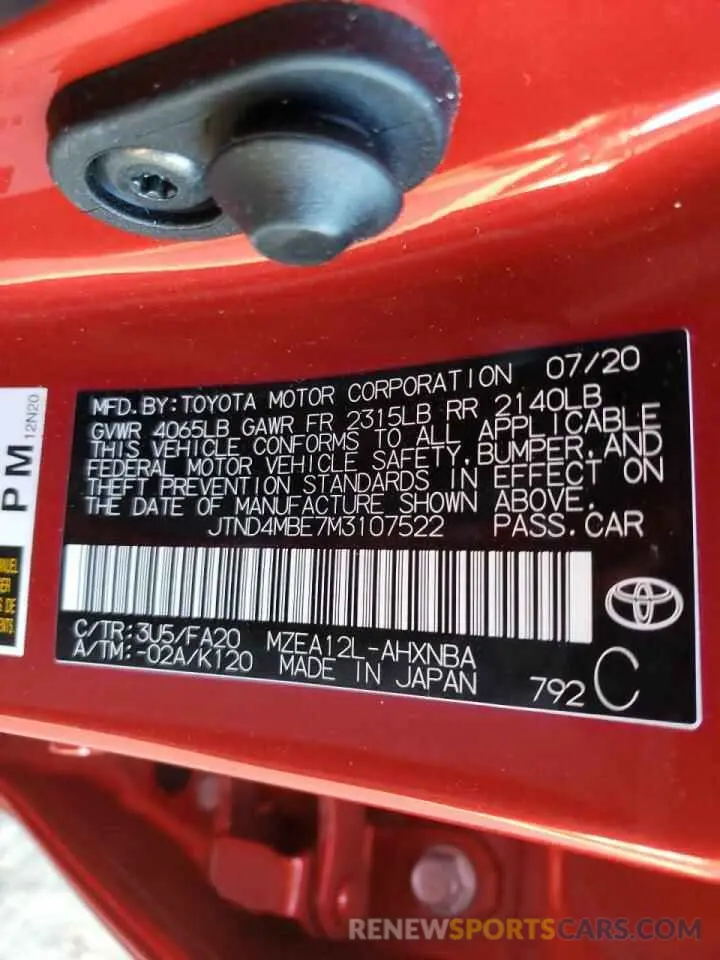 MFD. BY: TOYOTA MOTOR CORPORATION 07/20
GVWR 4065LB GAWR FR 2315LB RR 2140LB
THIS VEHICLE CONFORMS TO ALL APPLICABLE
FEDERAL MOTOR VEHICLE SAFETY, BUMPER, AND
THEFT PREVENTION STANDARDS IN EFFECT ON
THE DATE OF MANUFACTURE SHOWN ABOVE.
JTND4MBE7M3107522 PASS. CAR
C/TR: 3U5/FA20 MZEA12L-AHXNBA
A/TM: -02A/K120 MADE IN JAPAN 792 C
PM
12N20
DE
RENEWSPORTSCARS.COM